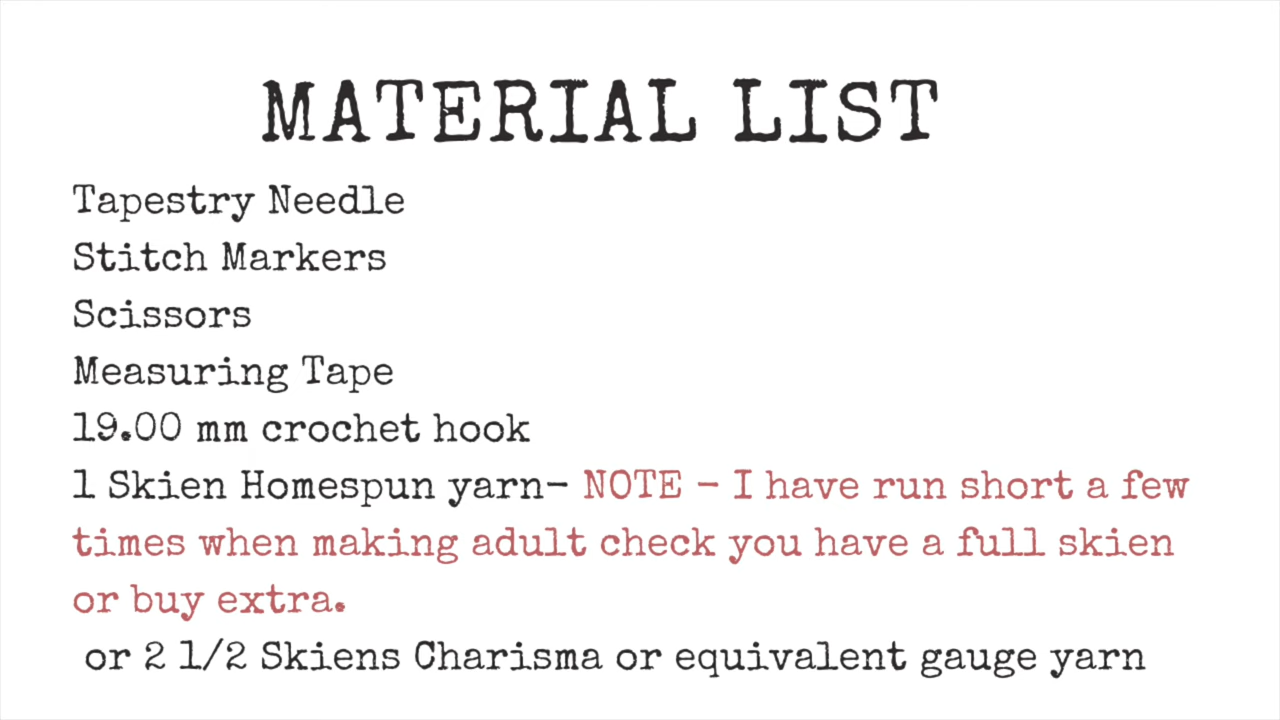 MATERIAL LIST
Tapestry Needle
Stitch Markers
Scissors
Measuring Tape
19.00 mm crochet hook
1 Skien Homespun yarn- NOTE - I have run short a few
times when making adult check you have a full skien
or buy extra.
or 2 1/2 Skiens Charisma or equivalent gauge yarn